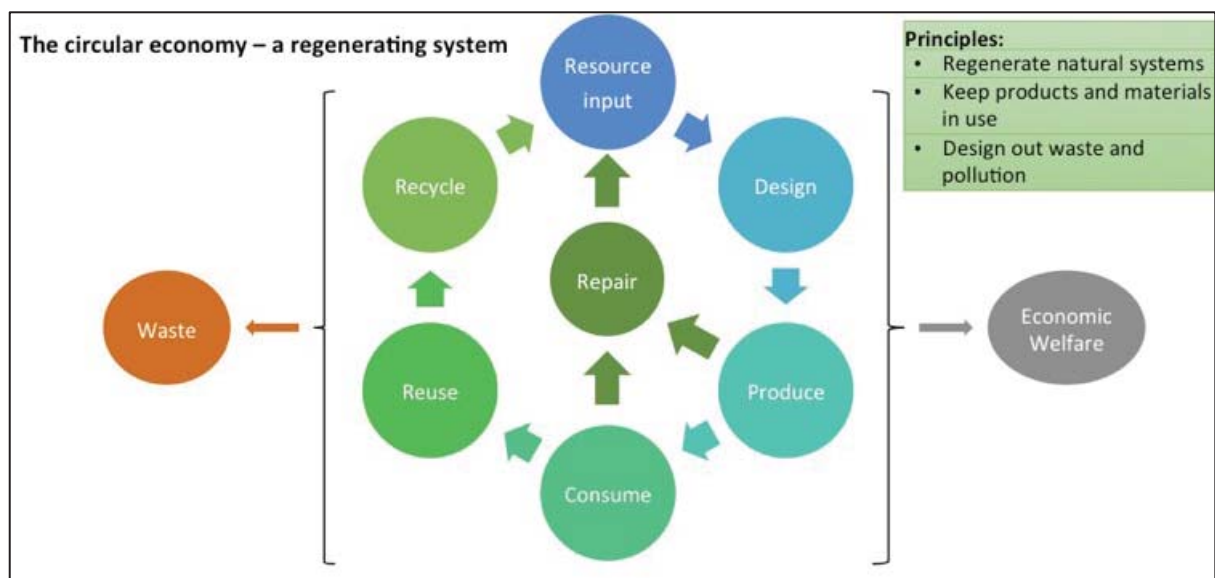 The circular economy – a regenerating system
Principles:
• Regenerate natural systems
• Keep products and materials
in use
• Design out waste and
pollution
Resource
input
Recycle
Design
Repair
Waste
Economic
Welfare
Reuse
Produce
Consume